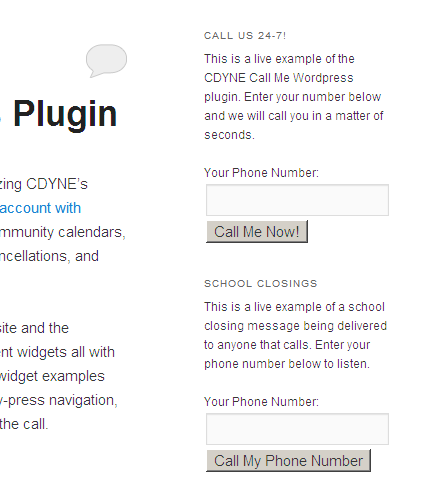 Plugin
zing CDYNE's
account with
mmunity calendars,
ncellations, and
site and the
ent widgets all with
widget examples
y-press navigation,
the call.
CALL US 24-7!
This is a live example of the
CDYNE Call Me Wordpress
plugin. Enter your number below
and we will call you in a matter of
seconds.
Your Phone Number:
Call Me Now!
SCHOOL CLOSINGS
This is a live example of a school
closing message being delivered
to anyone that calls. Enter your
phone number below to listen.
Your Phone Number:
Call My Phone Number